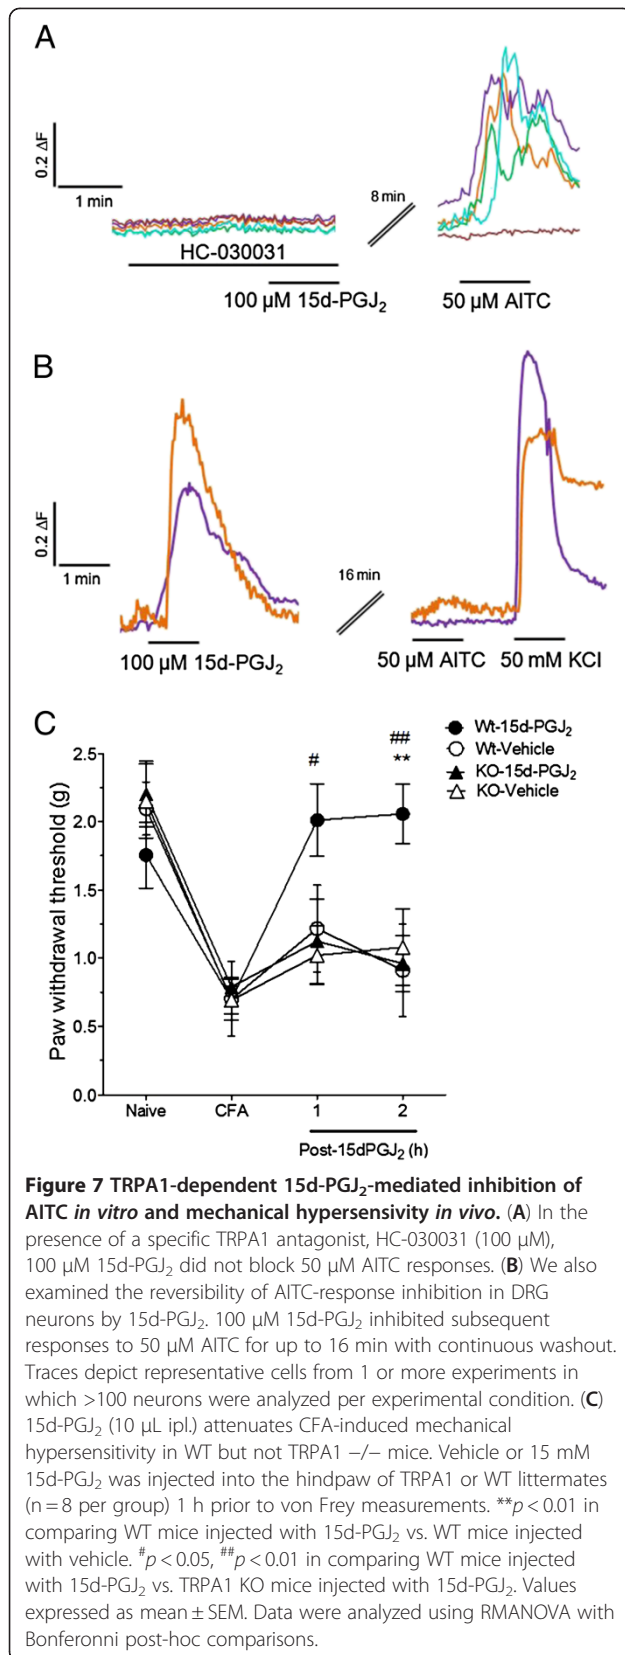 A
0.2 ΔF
1 min
8 min
HC-030031
100 µM 15d-PGJ₂
50 µM AITC
B
0.2 ΔF
1 min
16 min
100 µM 15d-PGJ₂
50 µM AITC
50 mM KCl
C
Wt-15d-PGJ₂
Wt-Vehicle
KO-15d-PGJ₂
KO-Vehicle
#
##
**
Paw withdrawal threshold (g)
2.5
2.0
1.5
1.0
0.5
0.0
Naive
CFA
1
2
Post-15dPGJ₂ (h)
Figure 7 TRPA1-dependent 15d-PGJ₂-mediated inhibition of
AITC in vitro and mechanical hypersensivity in vivo. (A) In the
presence of a specific TRPA1 antagonist, HC-030031 (100 µM),
100 µM 15d-PGJ₂ did not block 50 µM AITC responses. (B) We also
examined the reversibility of AITC-response inhibition in DRG
neurons by 15d-PGJ₂. 100 µM 15d-PGJ₂ inhibited subsequent
responses to 50 µM AITC for up to 16 min with continuous washout.
Traces depict representative cells from 1 or more experiments in
which >100 neurons were analyzed per experimental condition. (C)
15d-PGJ₂ (10 µL ipl.) attenuates CFA-induced mechanical
hypersensitivity in WT but not TRPA1 −/− mice. Vehicle or 15 mM
15d-PGJ₂ was injected into the hindpaw of TRPA1 or WT littermates
(n = 8 per group) 1 h prior to von Frey measurements. **p < 0.01 in
comparing WT mice injected with 15d-PGJ₂ vs. WT mice injected
with vehicle. #p < 0.05, ##p < 0.01 in comparing WT mice injected
with 15d-PGJ₂ vs. TRPA1 KO mice injected with 15d-PGJ₂. Values
expressed as mean ± SEM. Data were analyzed using RMANOVA with
Bonferonni post-hoc comparisons.